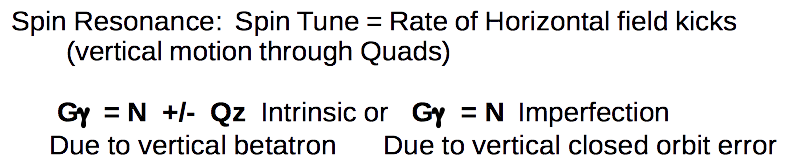 Spin Resonance: Spin Tune = Rate of Horizontal field kicks
(vertical motion through Quads)
Gγ = N +/- Qz Intrinsic or Gγ = N Imperfection
Due to vertical betatron Due to vertical closed orbit error